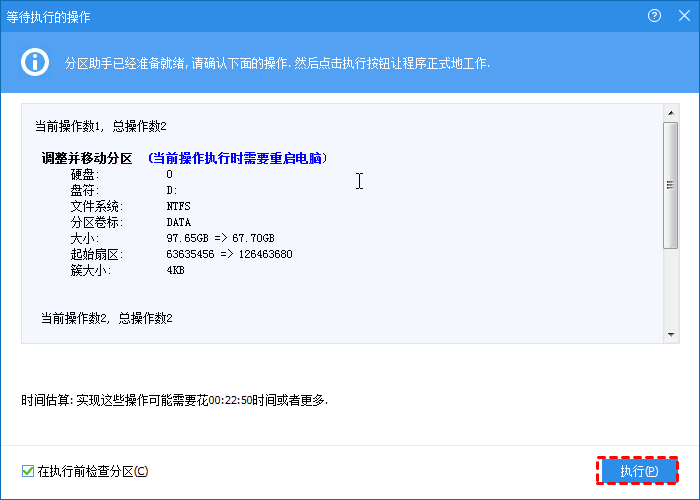 等待执行的操作
分区助手已经准备就绪,请确认下面的操作. 然后点击执行按钮让程序正式地工作.
当前操作数1, 总操作数2
调整并移动分区 (当前操作执行时需要重启电脑)
硬盘: 0
盘符: D:
文件系统: NTFS
分区卷标: DATA
大小: 97.65GB => 67.70GB
起始扇区: 63635456 => 126463680
簇大小: 4KB
当前操作数2, 总操作数2
时间估算: 实现这些操作可能需要花00:22:50时间或者更多.
在执行前检查分区(C)
执行(P)